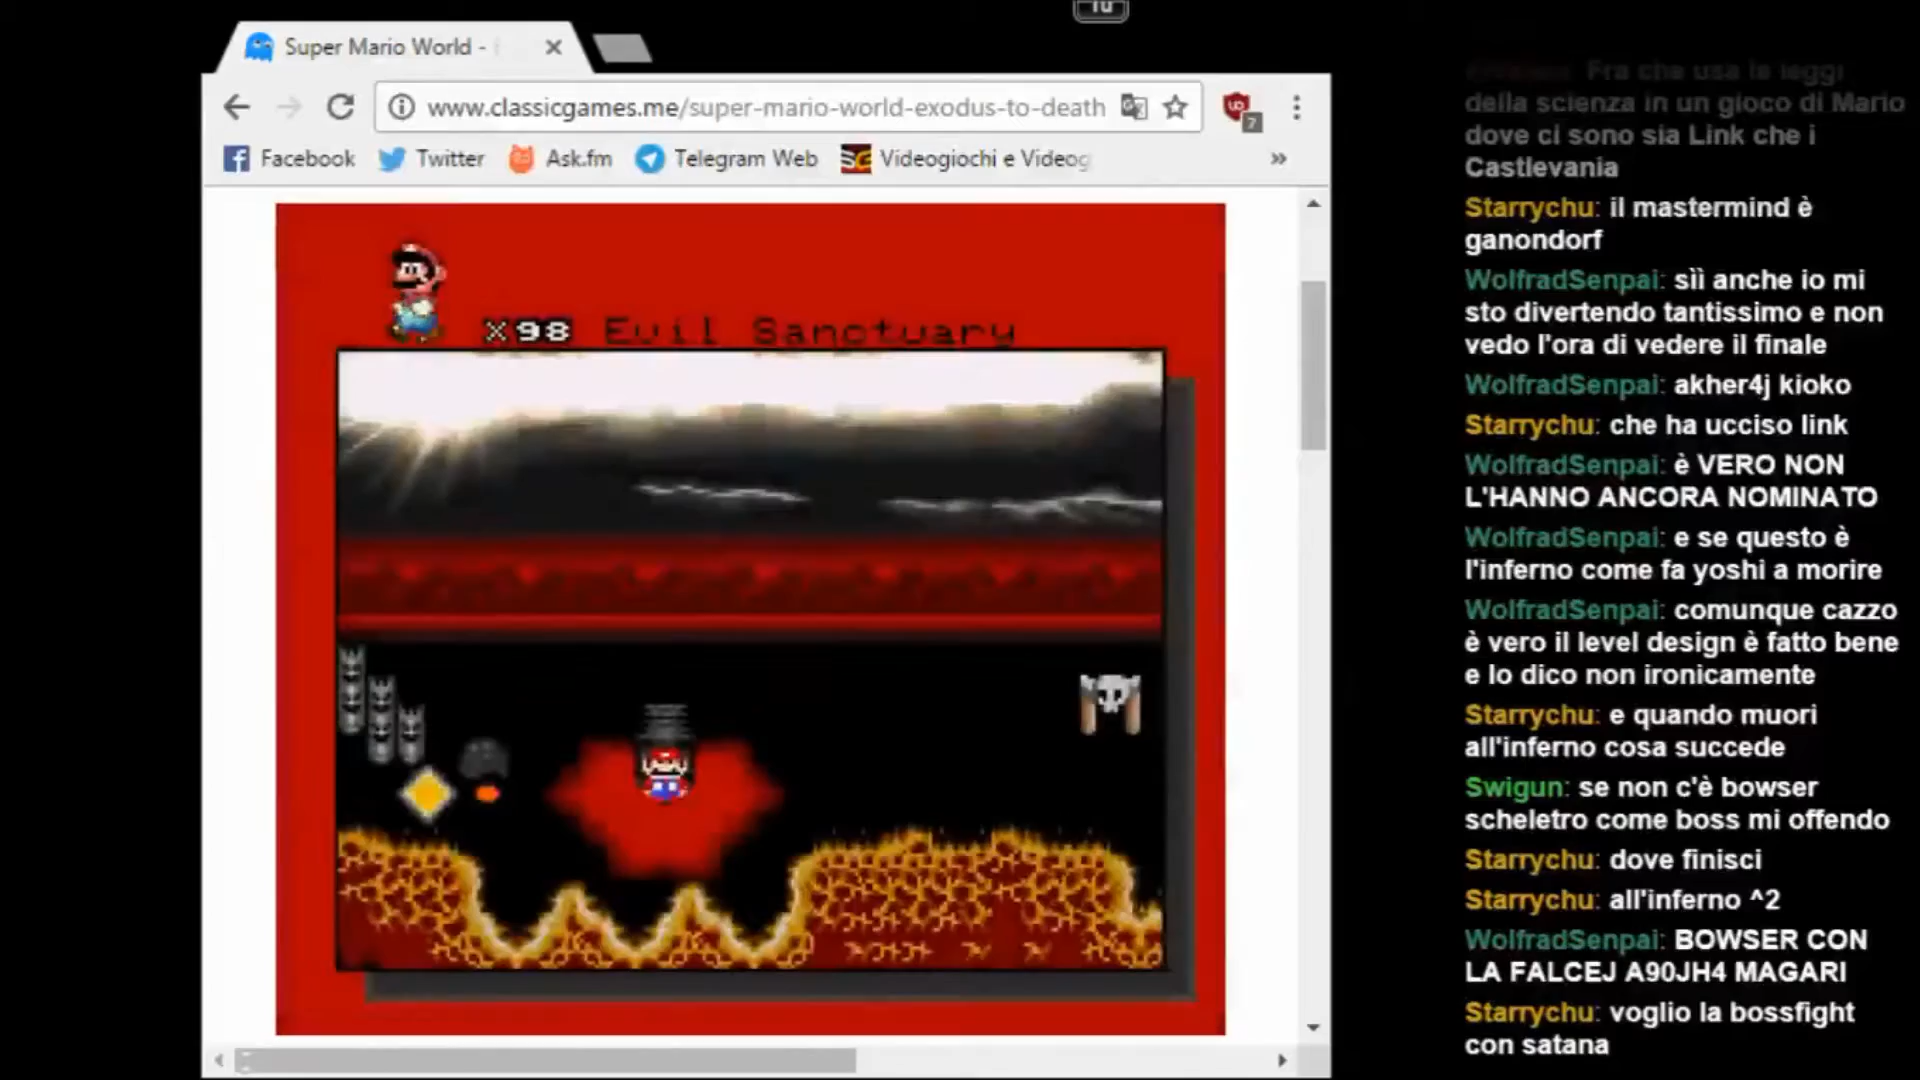 10
Super Mario World -
www.classicgames.me/super-mario-world-exodus-to-death
7
Facebook
Twitter
Ask.fm
Telegram Web
Videogiochi e Videog
x98 Evil Sanctuary
Fra che usa le leggi
della scienza in un gioco di Mario
dove ci sono sia Link che i
Castlevania
Starrychu: il mastermind è
ganondorf
WolfradSenpai: sìì anche io mi
sto divertendo tantissimo e non
vedo l'ora di vedere il finale
WolfradSenpai: akher4j kioko
Starrychu: che ha ucciso link
WolfradSenpai: è VERO NON
L'HANNO ANCORA NOMINATO
WolfradSenpai: e se questo è
l'inferno come fa yoshi a morire
WolfradSenpai: comunque cazzo
è vero il level design è fatto bene
e lo dico non ironicamente
Starrychu: e quando muori
all'inferno cosa succede
Swigun: se non c'è bowser
scheletro come boss mi offendo
Starrychu: dove finisci
Starrychu: all'inferno ^2
WolfradSenpai: BOWSER CON
LA FALCEJ A90JH4 MAGARI
Starrychu: voglio la bossfight
con satana